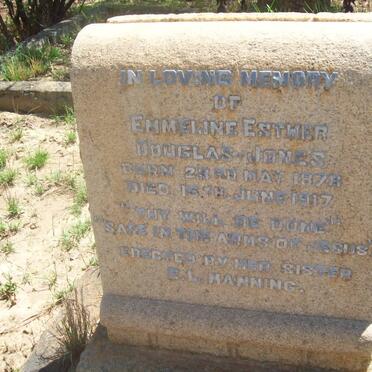 IN LOVING MEMORY
OF
EMMELINE ESTHER
DOUGLAS-JONES
BORN 23RD MAY 1878
DIED 15TH JUNE 1917
"THY WILL BE DONE"
"SAFE IN THE ARMS OF JESUS"
ERECTED BY HER SISTER
E. L. MANNING.